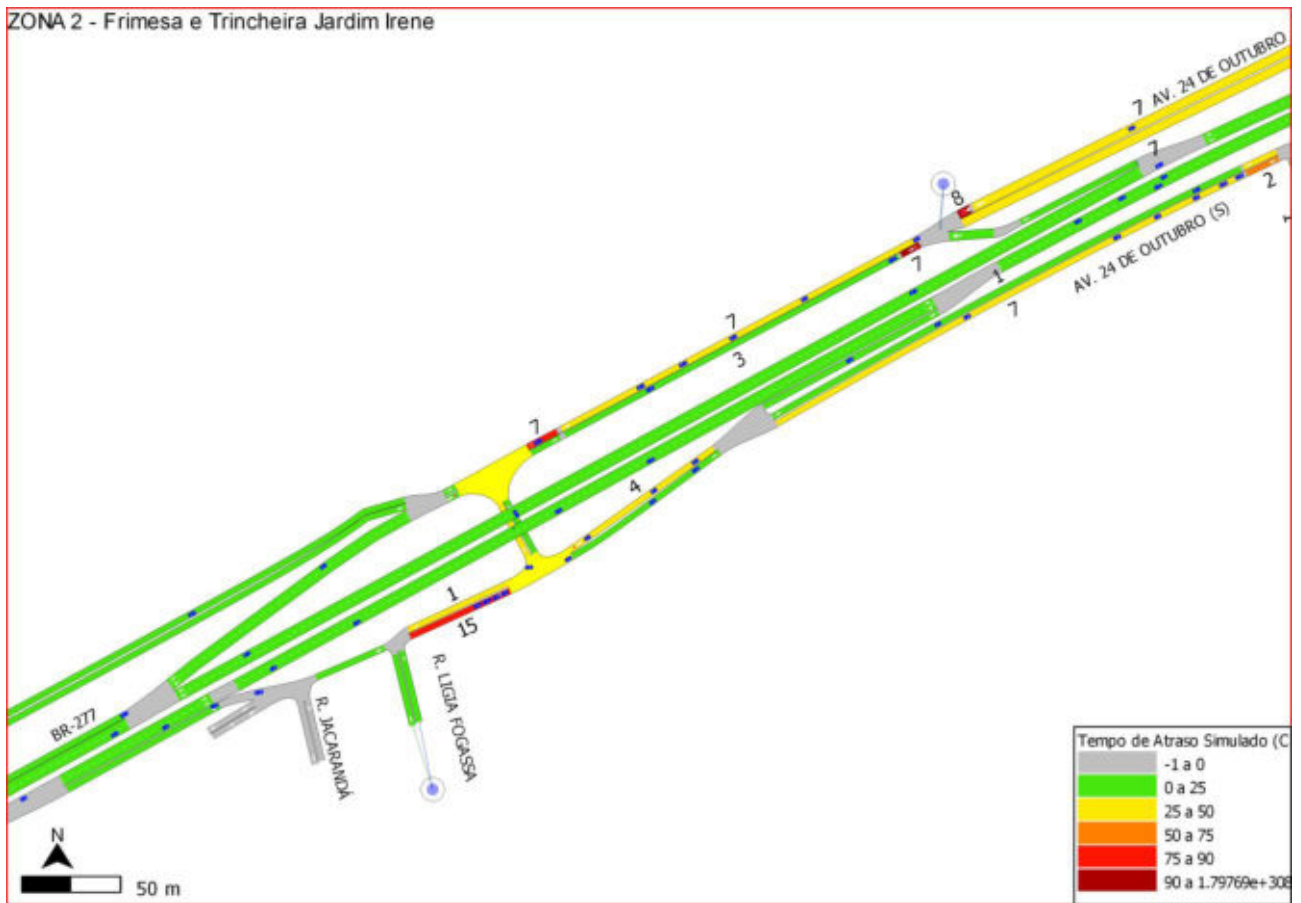 ZONA 2 - Frimesa e Trincheira Jardim Irene
AV. 24 DE OUTUBRO
7
7
8
2
AV. 24 DE OUTUBRO (S)
7
1
7
7
3
7
4
1
15
R. LIGIA FOGASSA
R. JACARANDÁ
BR-277
N
50 m
Tempo de Atraso Simulado (C
-1 a 0
0 a 25
25 a 50
50 a 75
75 a 90
90 a 1.79769e+308